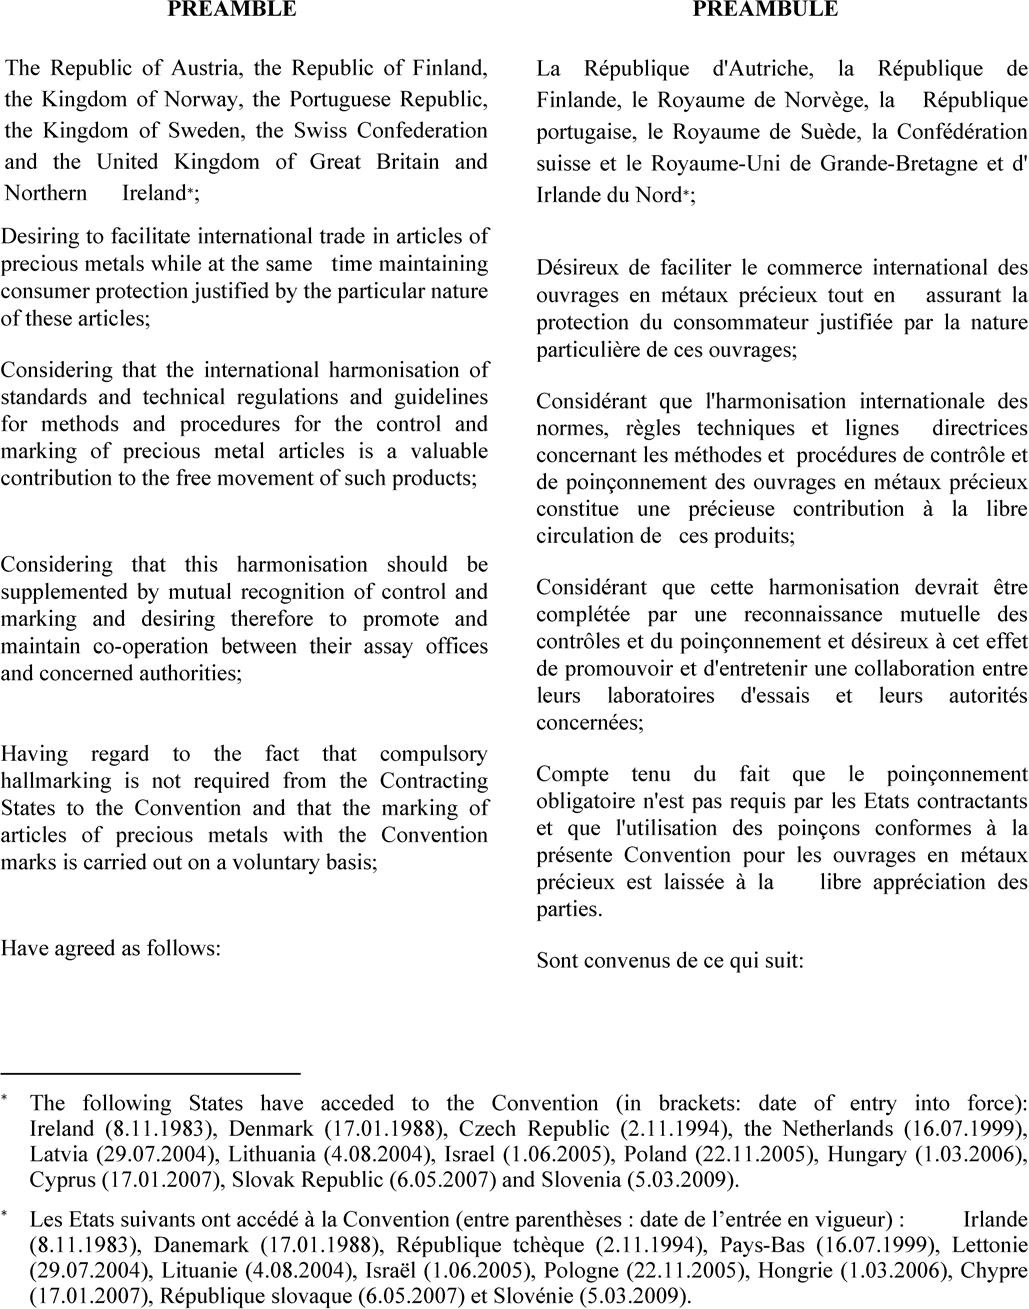 PREAMBLE
The Republic of Austria, the Republic of Finland,
the Kingdom of Norway, the Portuguese Republic,
the Kingdom of Sweden, the Swiss Confederation
and the United Kingdom of Great Britain and
Northern Ireland*;
Desiring to facilitate international trade in articles of
precious metals while at the same time maintaining
consumer protection justified by the particular nature
of these articles;
Considering that the international harmonisation of
standards and technical regulations and guidelines
for methods and procedures for the control and
marking of precious metal articles is a valuable
contribution to the free movement of such products;
Considering that this harmonisation should be
supplemented by mutual recognition of control and
marking and desiring therefore to promote and
maintain co-operation between their assay offices
and concerned authorities;
Having regard to the fact that compulsory
hallmarking is not required from the Contracting
States to the Convention and that the marking of
articles of precious metals with the Convention
marks is carried out on a voluntary basis;
Have agreed as follows:
PREAMBULE
La République d'Autriche, la République de
Finlande, le Royaume de Norvège, la République
portugaise, le Royaume de Suède, la Confédération
suisse et le Royaume-Uni de Grande-Bretagne et d'
Irlande du Nord*;
Désireux de faciliter le commerce international des
ouvrages en métaux précieux tout en assurant la
protection du consommateur justifiée par la nature
particulière de ces ouvrages;
Considérant que l'harmonisation internationale des
normes, règles techniques et lignes directrices
concernant les méthodes et procédures de contrôle et
de poinçonnement des ouvrages en métaux précieux
constitue une précieuse contribution à la libre
circulation de ces produits;
Considérant que cette harmonisation devrait être
complétée par une reconnaissance mutuelle des
contrôles et du poinçonnement et désireux à cet effet
de promouvoir et d'entretenir une collaboration entre
leurs laboratoires d'essais et leurs autorités
concernées;
Compte tenu du fait que le poinçonnement
obligatoire n'est pas requis par les Etats contractants
et que l'utilisation des poinçons conformes à la
présente Convention pour les ouvrages en métaux
précieux est laissée à la libre appréciation des
parties.
Sont convenus de ce qui suit:
* The following States have acceded to the Convention (in brackets: date of entry into force):
Ireland (8.11.1983), Denmark (17.01.1988), Czech Republic (2.11.1994), the Netherlands (16.07.1999),
Latvia (29.07.2004), Lithuania (4.08.2004), Israel (1.06.2005), Poland (22.11.2005), Hungary (1.03.2006),
Cyprus (17.01.2007), Slovak Republic (6.05.2007) and Slovenia (5.03.2009).
* Les Etats suivants ont accédé à la Convention (entre parenthèses : date de l’entrée en vigueur) : Irlande
(8.11.1983), Danemark (17.01.1988), République tchèque (2.11.1994), Pays-Bas (16.07.1999), Lettonie
(29.07.2004), Lituanie (4.08.2004), Israël (1.06.2005), Pologne (22.11.2005), Hongrie (1.03.2006), Chypre
(17.01.2007), République slovaque (6.05.2007) et Slovénie (5.03.2009).